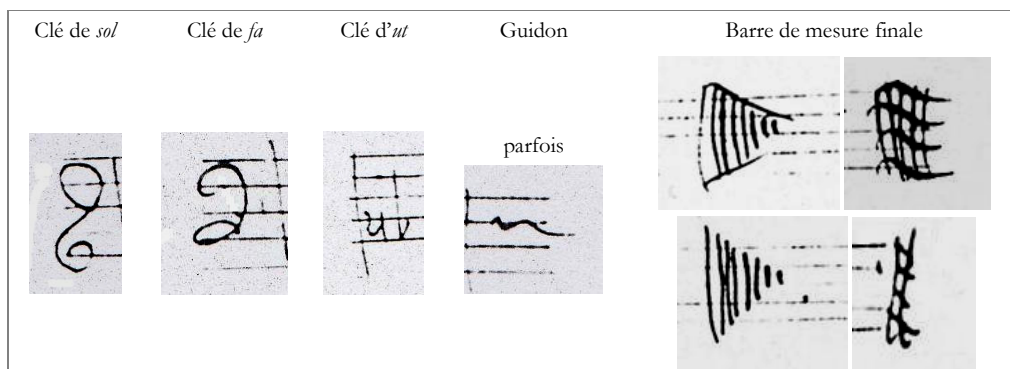 Clé de sol Clé de fa Clé d'ut Guidon Barre de mesure finale
parfois